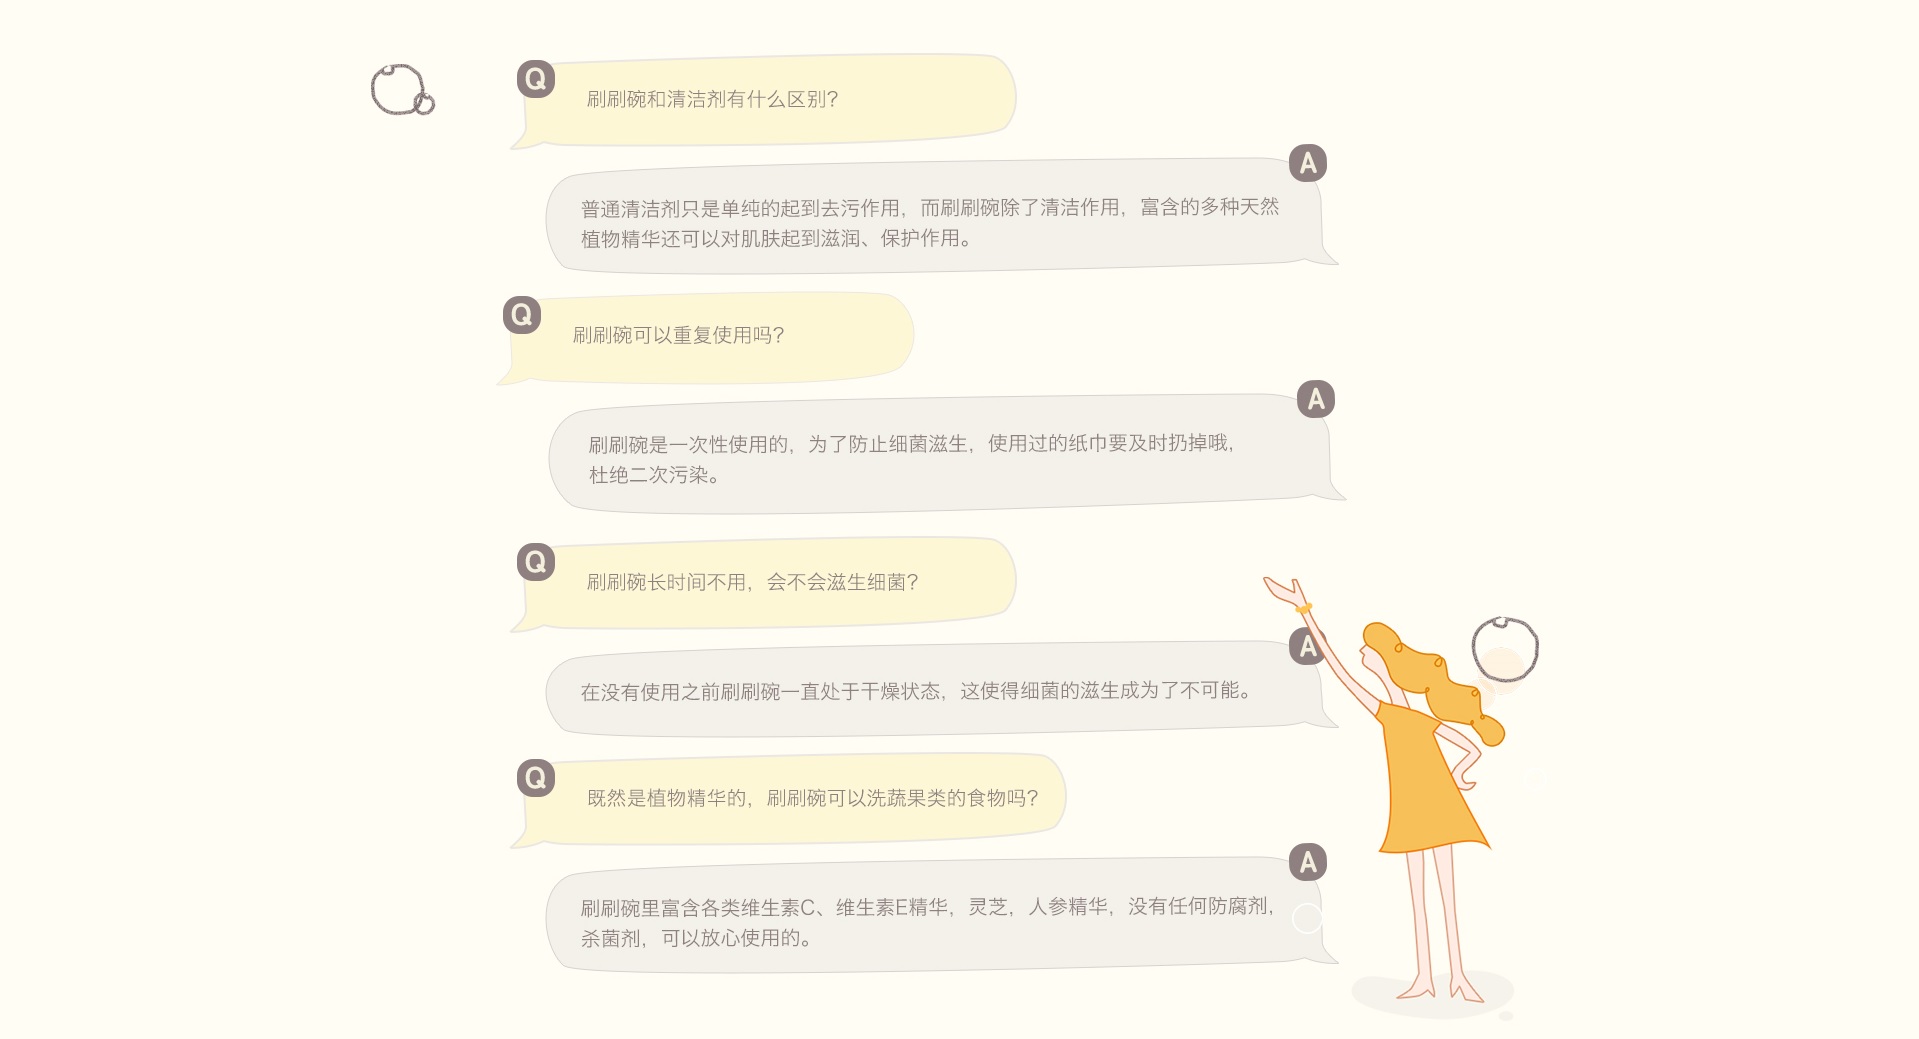 Q
刷刷碗和清洁剂有什么区别?
A
普通清洁剂只是单纯的起到去污作用，而刷刷碗除了清洁作用，富含的多种天然
植物精华还可以对肌肤起到滋润、保护作用。
Q
刷刷碗可以重复使用吗?
A
刷刷碗是一次性使用的，为了防止细菌滋生，使用过的纸巾要及时扔掉哦，
杜绝二次污染。
Q
刷刷碗长时间不用，会不会滋生细菌?
A
在没有使用之前刷刷碗一直处于干燥状态，这使得细菌的滋生成为了不可能。
Q
既然是植物精华的，刷刷碗可以洗蔬果类的食物吗?
A
刷刷碗里富含各类维生素C、维生素E精华，灵芝，人参精华，没有任何防腐剂，
杀菌剂，可以放心使用的。